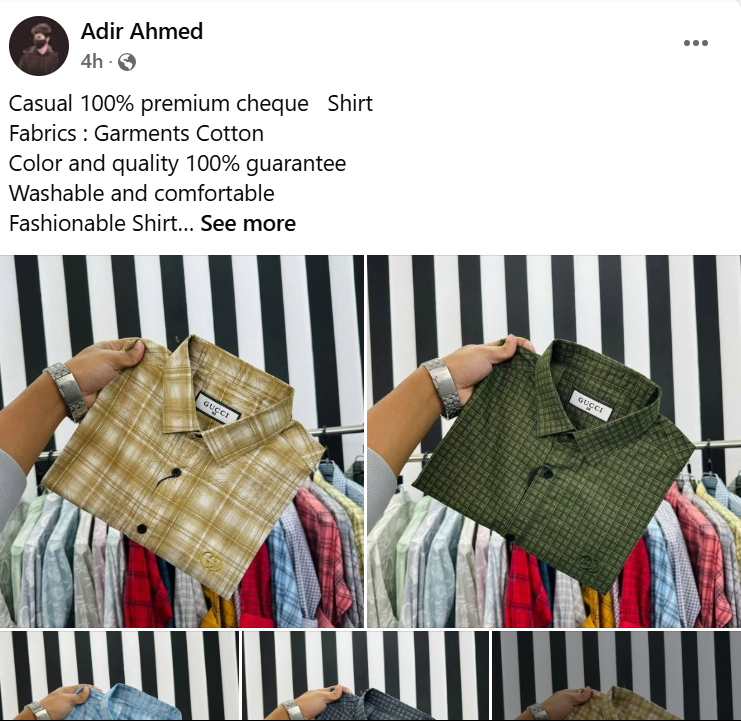 Adir Ahmed
4h ·
Casual 100% premium cheque Shirt
Fabrics : Garments Cotton
Color and quality 100% guarantee
Washable and comfortable
Fashionable Shirt... See more
GUCCI
GUCCI